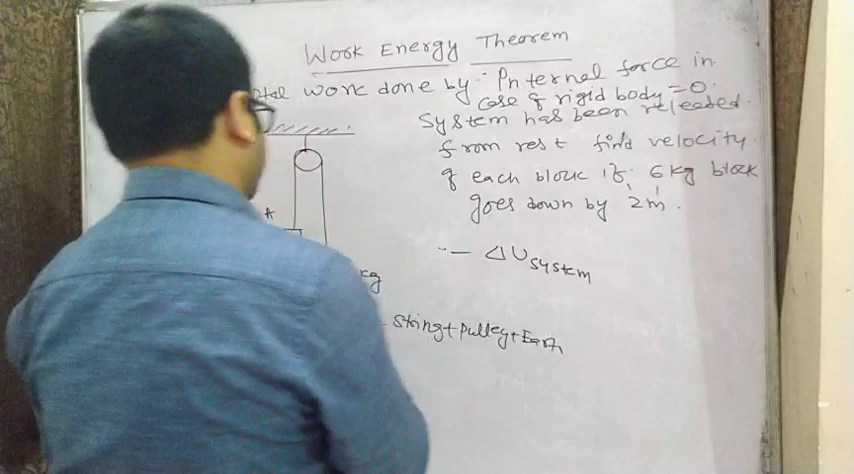 Work Energy Theorem
work done by Internal force in
case of rigid body = 0.
System has been released
from rest find velocity
of each block if 6 kg block
goes down by 2m.
A
- ΔU system
kg
string + Pulley + Earth